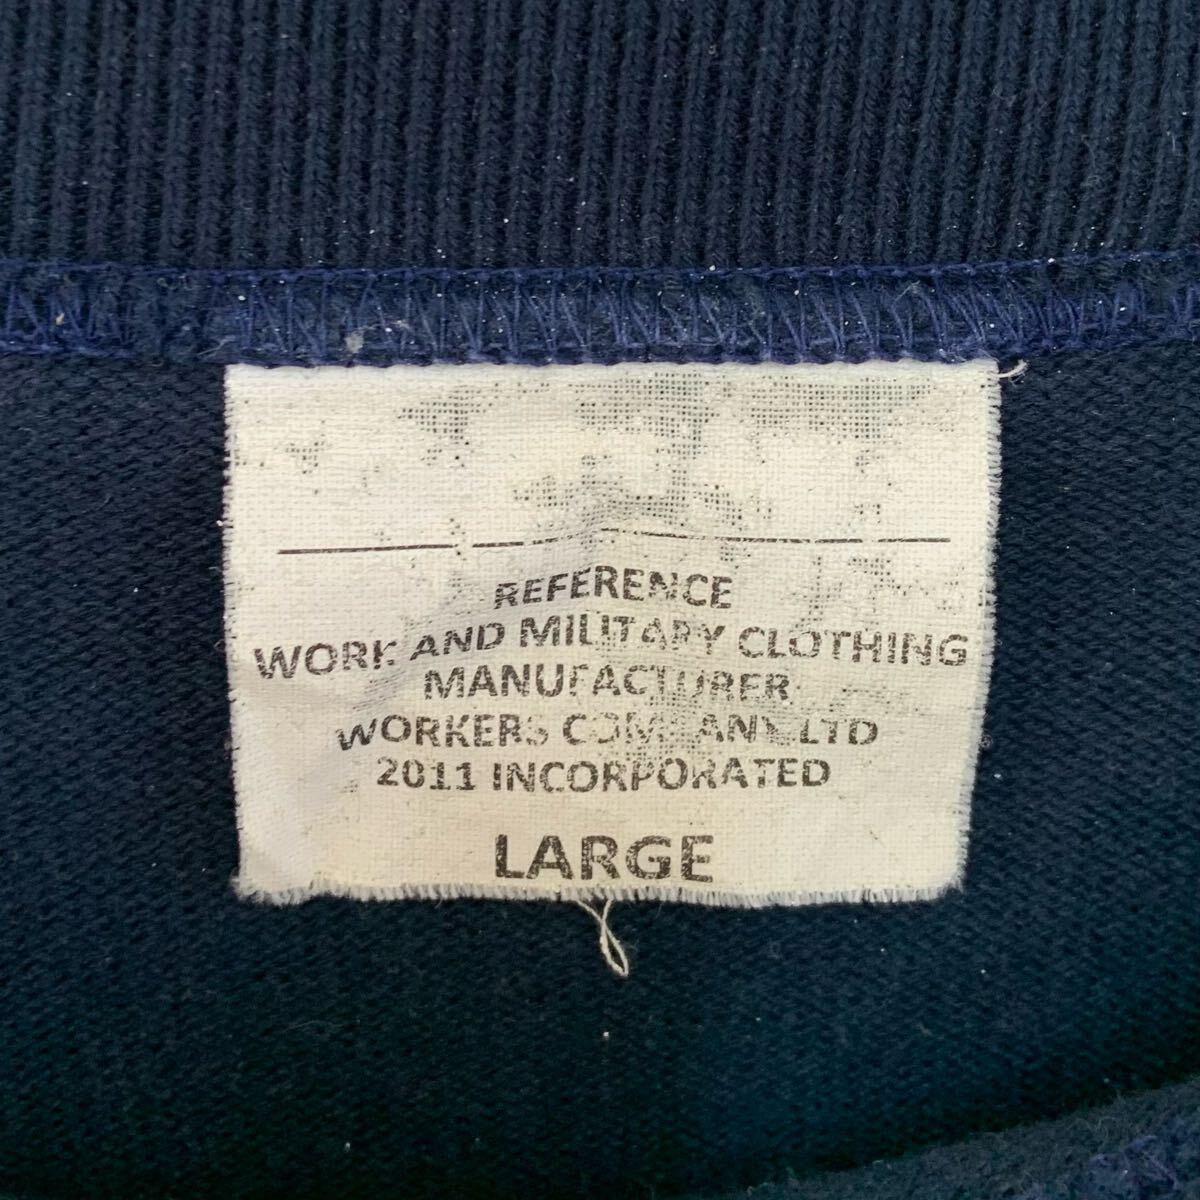 REFERENCE
WORK AND MILITARY CLOTHING
MANUFACTURER
WORKERS COMPANY LTD
2011 INCORPORATED
LARGE